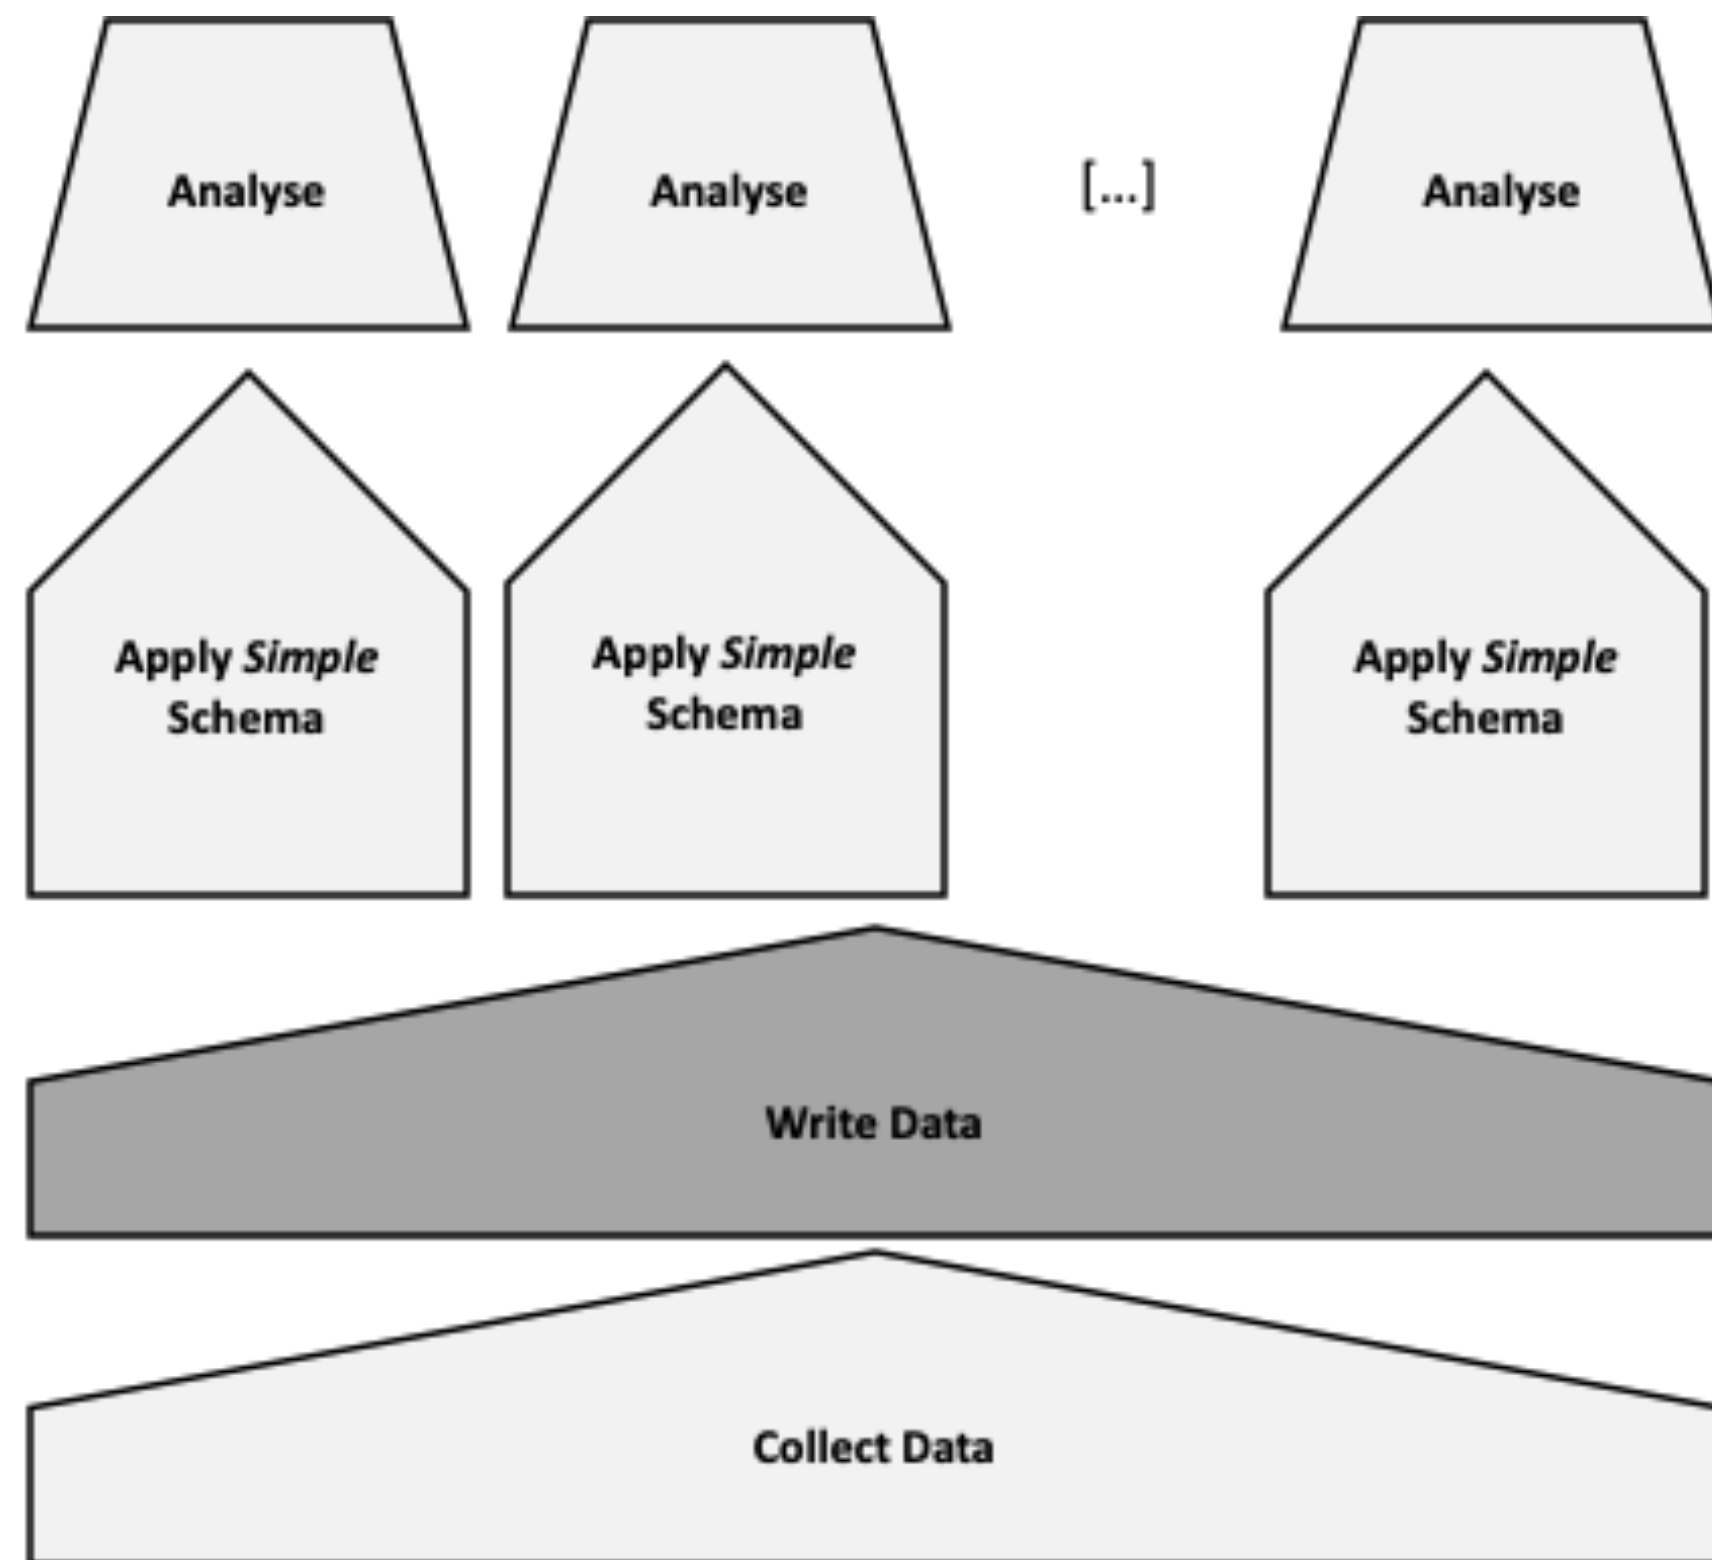 Analyse
Analyse
[...]
Analyse
Apply Simple
Schema
Apply Simple
Schema
Apply Simple
Schema
Write Data
Collect Data